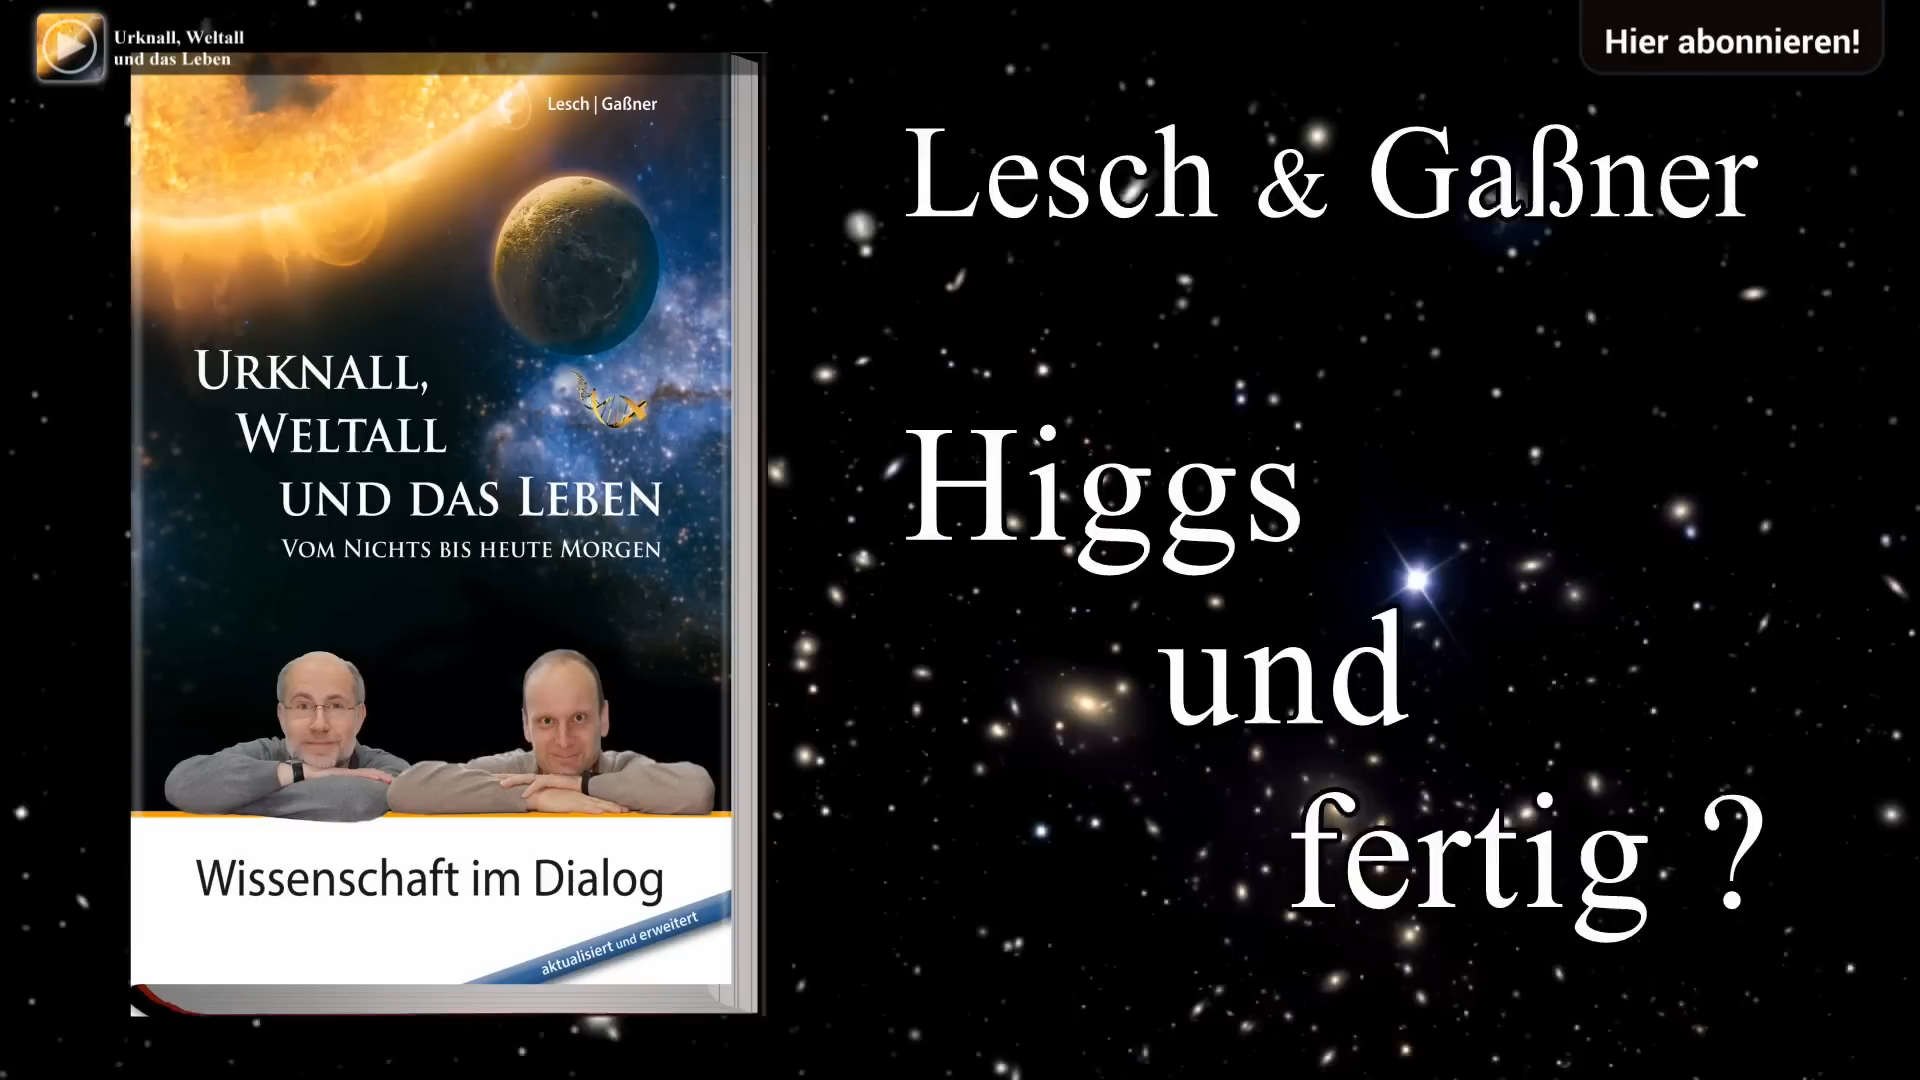 Urknall, Weltall
und das Leben
Hier abonnieren!
Lesch | Gaßner
URKNALL,
WELTALL
UND DAS LEBEN
VOM NICHTS BIS HEUTE MORGEN
Wissenschaft im Dialog
aktualisiert und erweitert
Lesch & Gaßner
Higgs
und
fertig ?